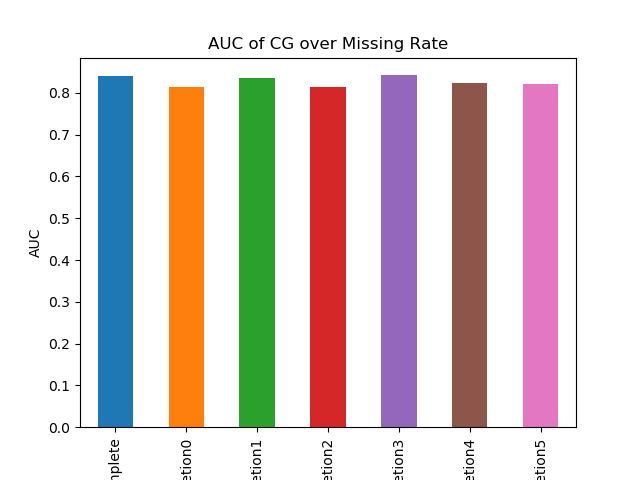 AUC of CG over Missing Rate
AUC
0.8
0.7
0.6
0.5
0.4
0.3
0.2
0.1
0.0
mplete
etion0
etion1
etion2
etion3
etion4
etion5